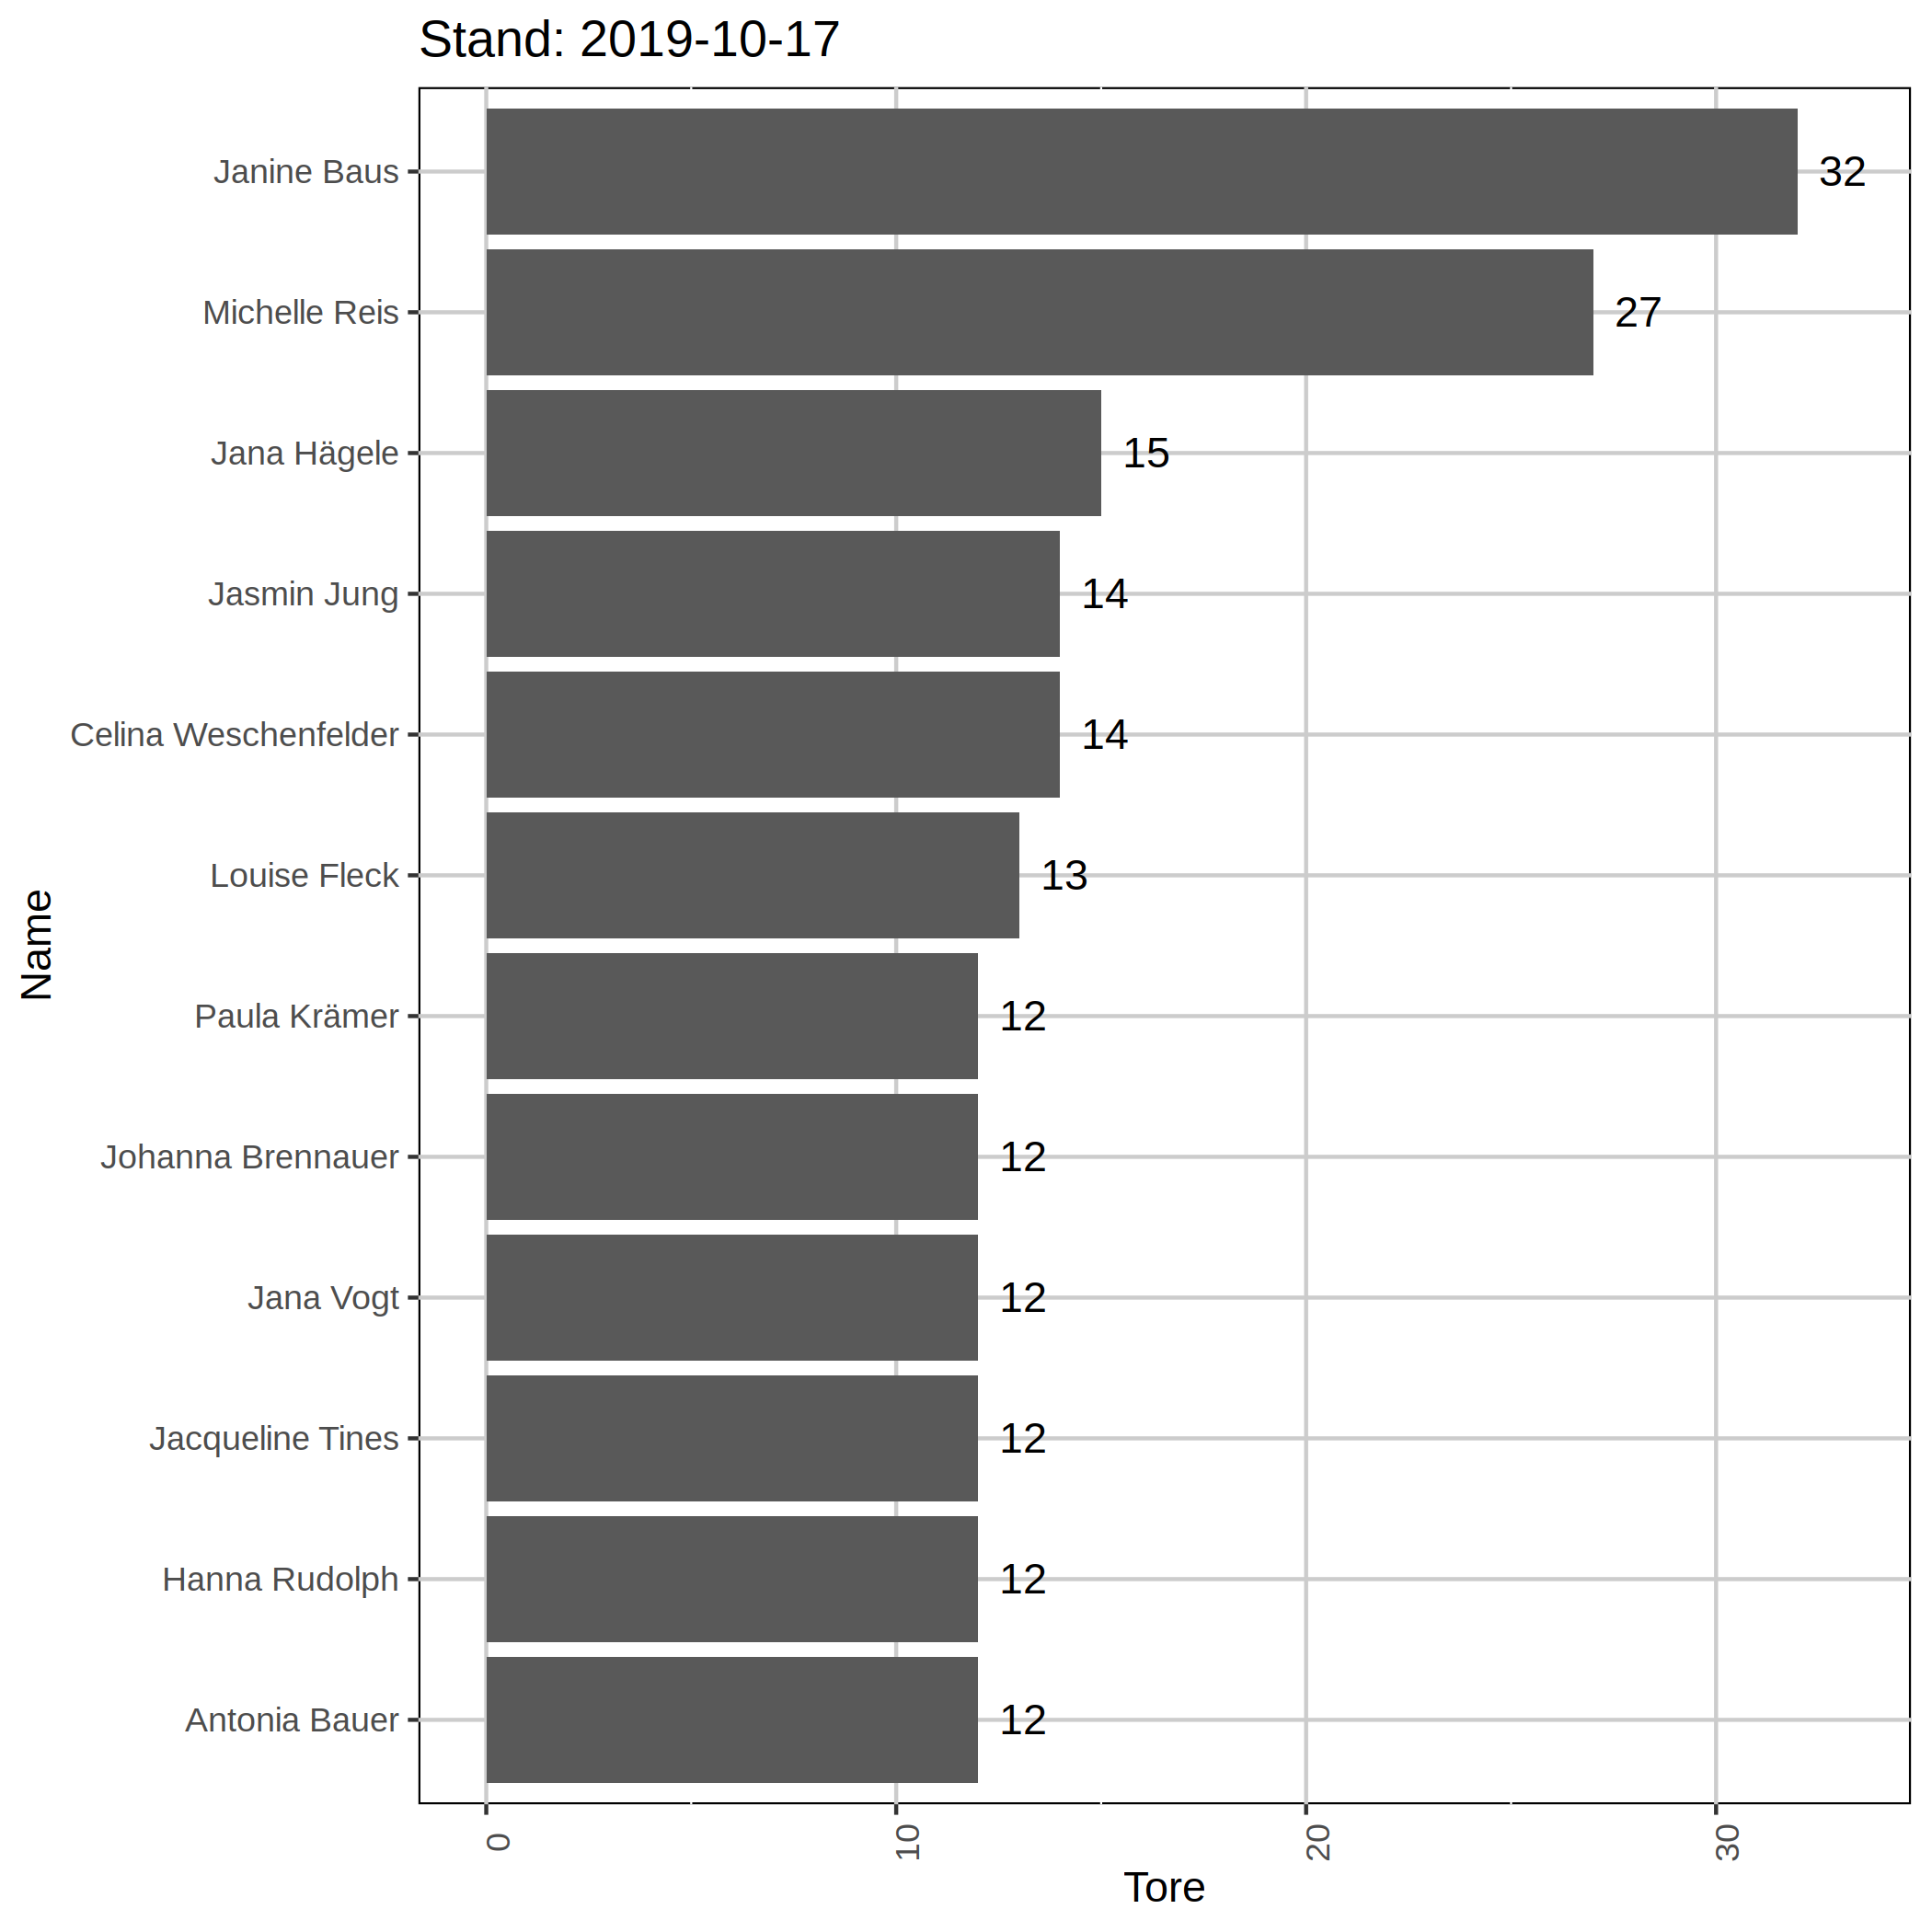 Stand: 2019-10-17
Janine Baus 32
Michelle Reis 27
Jana Hägele 15
Jasmin Jung 14
Celina Weschenfelder 14
Louise Fleck 13
Paula Krämer 12
Johanna Brennauer 12
Jana Vogt 12
Jacqueline Tines 12
Hanna Rudolph 12
Antonia Bauer 12
Name
0 10 20 30
Tore